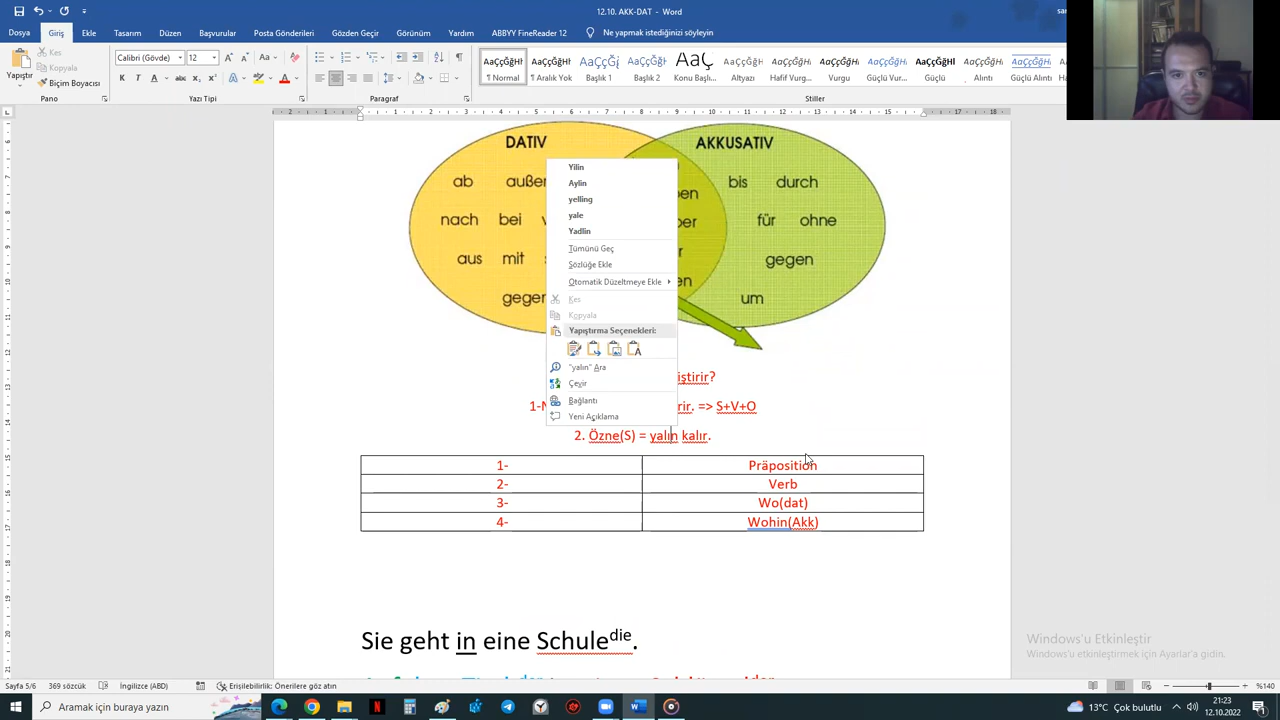 12.10. AKK-DAT - Word
Dosya Giriş Ekle Tasarım Düzen Başvurular Posta Gönderileri Gözden Geçir Görünüm Yardım ABBYY FineReader 12 Ne yapmak istediğinizi söyleyin
Yapıştır
Kes
Kopyala
Biçim Boyacısı
Calibri (Gövde) 12
¶ Normal ¶ Aralık Yok Başlık 1 Başlık 2 Konu Başlı... Altyazı Hafif Vurg... Vurgu Güçlü Vur... Güçlü Alıntı Güçlü Alın...
Pano Yazı Tipi Paragraf Stiller
DATIV AKKUSATIV
ab
bis durch
nach bei
für ohne
aus mit
gegen
um
Yilin
Aylin
yelling
yale
Yadlin
Tümünü Geç
Sözlüğe Ekle
Otomatik Düzeltmeye Ekle
Kes
Kopyala
Yapıştırma Seçenekleri:
"yalın" Ara
Çevir
Bağlantı
Yeni Açıklama
iştirir?
rir. => S+V+O
2. Özne(S) = yalın kalır.
1- Präposition
2- Verb
3- Wo(dat)
4- Wohin(Akk)
Sie geht in eine Schule die.
Windows'u Etkinleştir
Windows'u etkinleştirmek için Ayarlar'a gidin.
Sayfa 5/6 369 sözcük İngilizce (ABD) Erişilebilirlik: Önerilere göz atın %140
Aramak için buraya yazın
13°C Çok bulutlu
21:23
12.10.2022